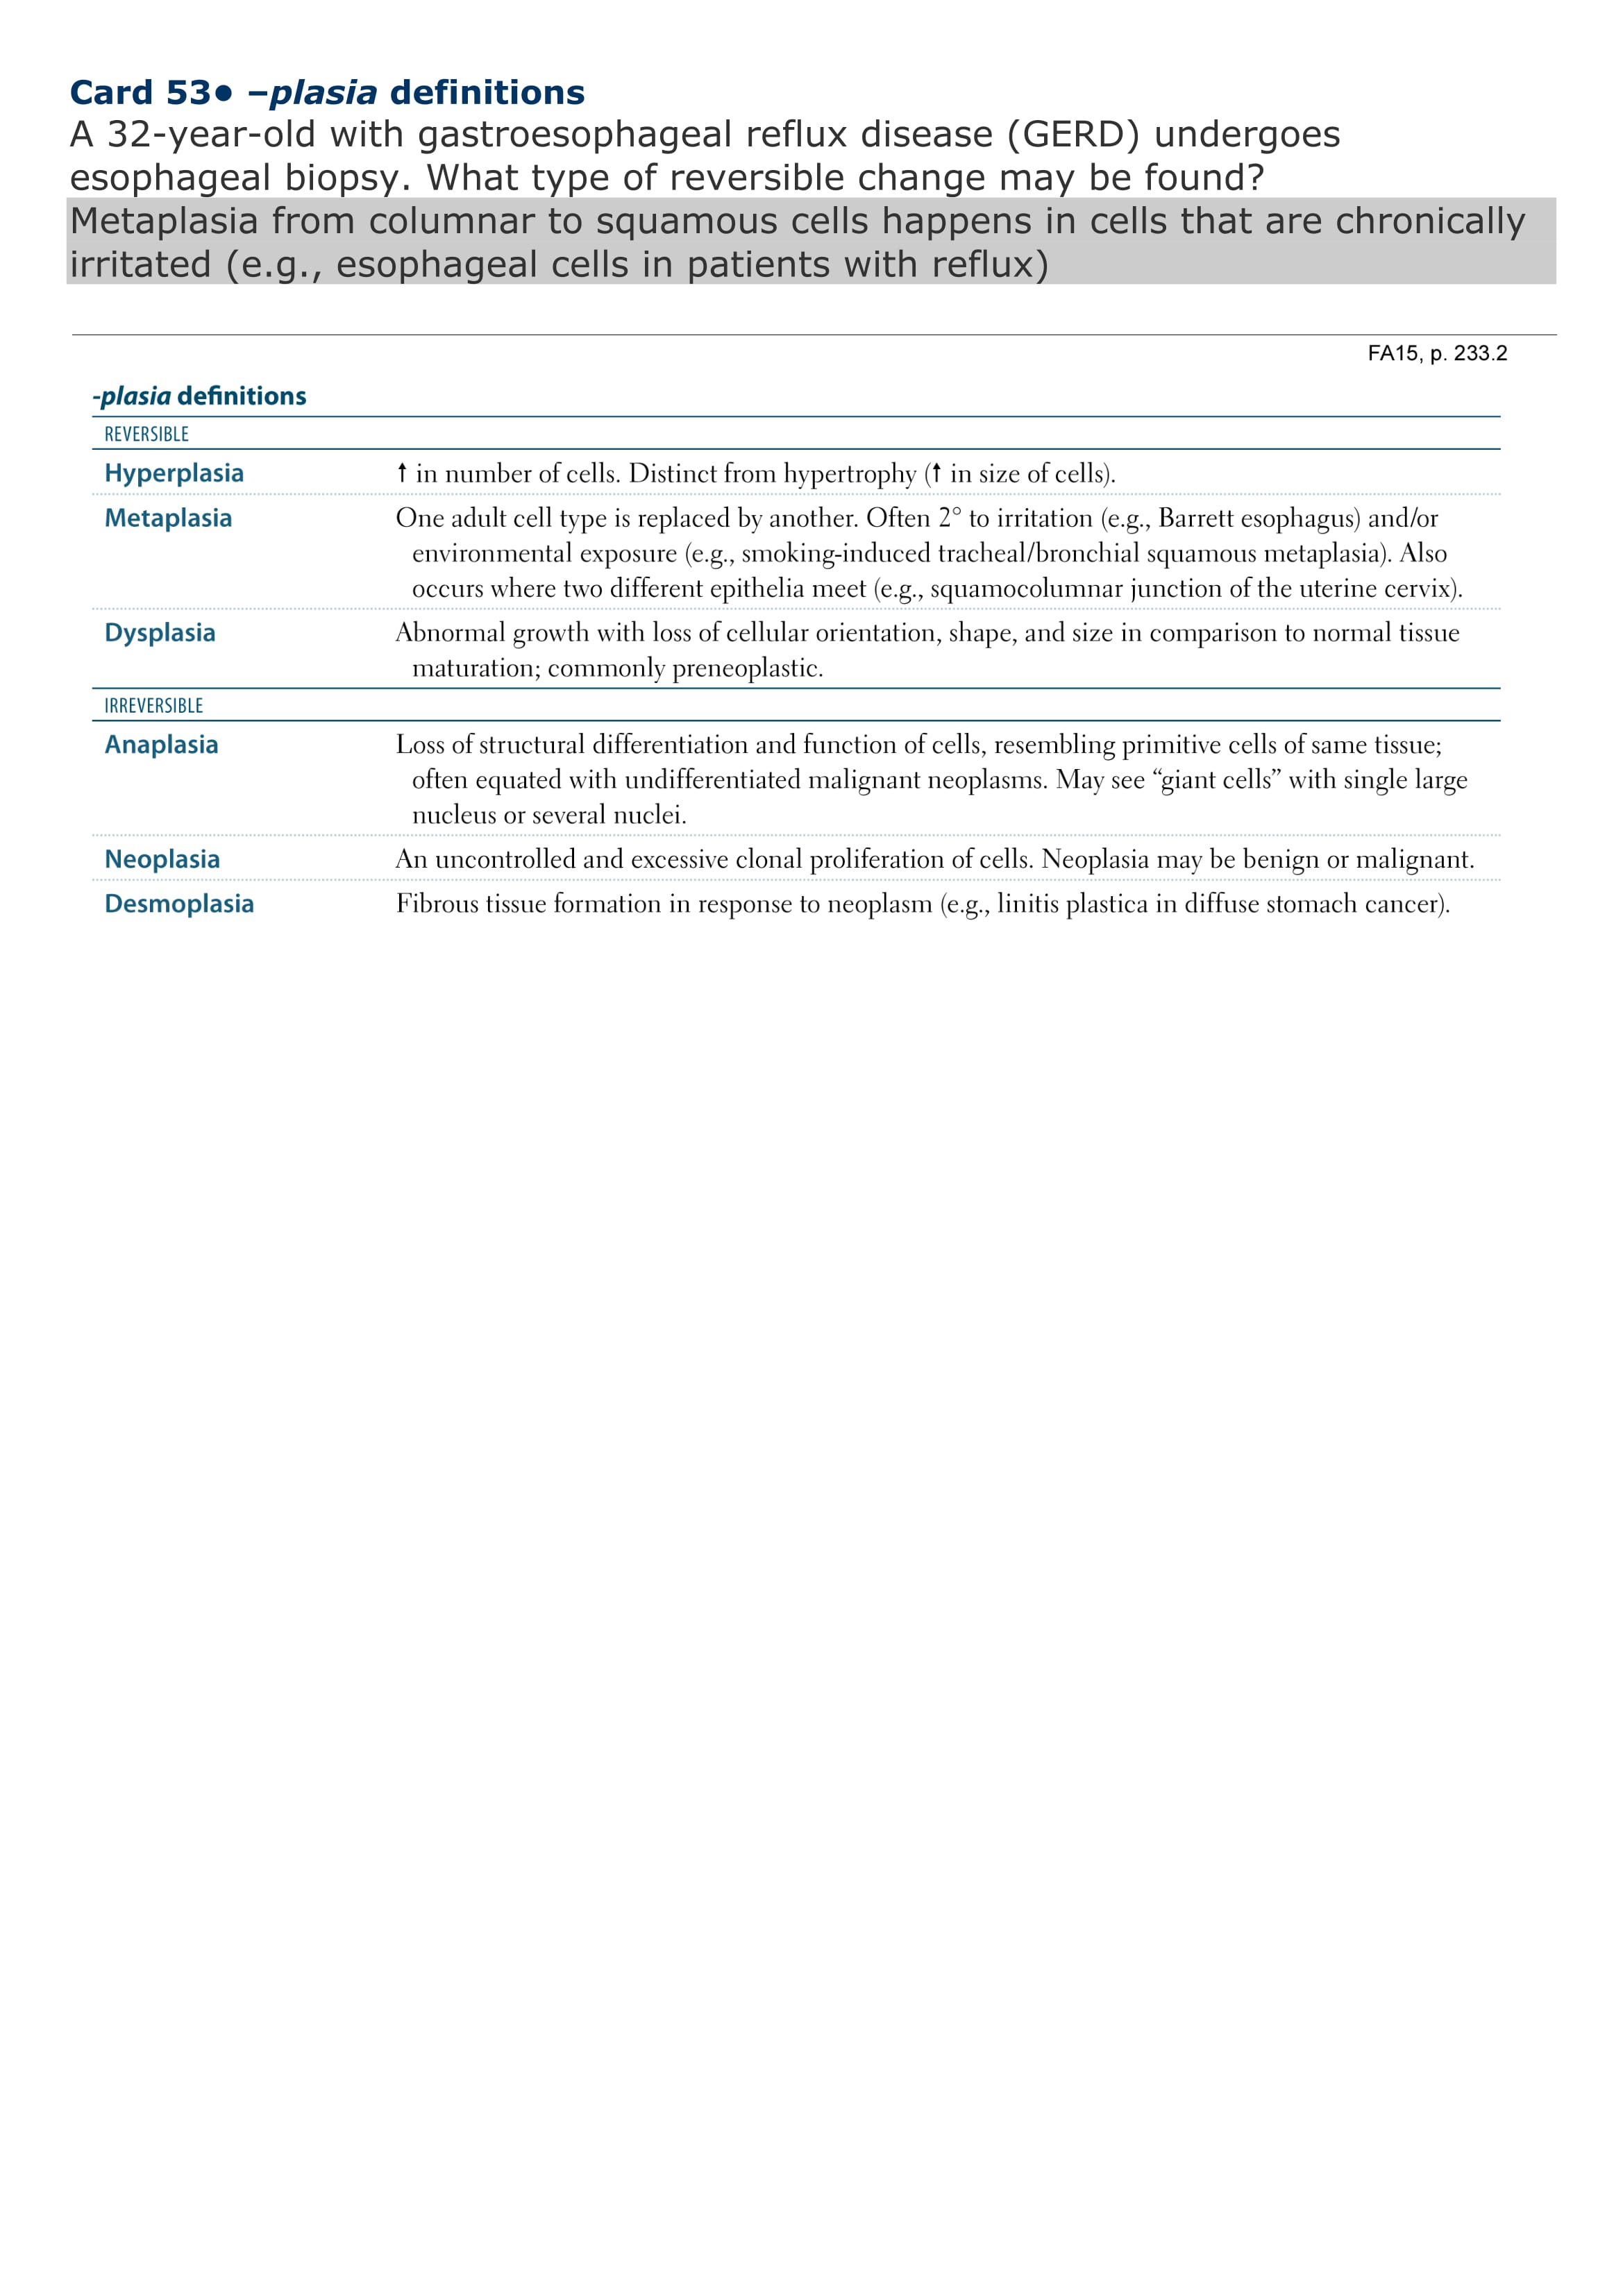 Card 53● –plasia definitions
A 32-year-old with gastroesophageal reflux disease (GERD) undergoes
esophageal biopsy. What type of reversible change may be found?
Metaplasia from columnar to squamous cells happens in cells that are chronically
irritated (e.g., esophageal cells in patients with reflux)
FA15, p. 233.2
-plasia definitions
REVERSIBLE
Hyperplasia ↑ in number of cells. Distinct from hypertrophy (↑ in size of cells).
Metaplasia One adult cell type is replaced by another. Often 2° to irritation (e.g., Barrett esophagus) and/or
environmental exposure (e.g., smoking-induced tracheal/bronchial squamous metaplasia). Also
occurs where two different epithelia meet (e.g., squamocolumnar junction of the uterine cervix).
Dysplasia Abnormal growth with loss of cellular orientation, shape, and size in comparison to normal tissue
maturation; commonly preneoplastic.
IRREVERSIBLE
Anaplasia Loss of structural differentiation and function of cells, resembling primitive cells of same tissue;
often equated with undifferentiated malignant neoplasms. May see “giant cells” with single large
nucleus or several nuclei.
Neoplasia An uncontrolled and excessive clonal proliferation of cells. Neoplasia may be benign or malignant.
Desmoplasia Fibrous tissue formation in response to neoplasm (e.g., linitis plastica in diffuse stomach cancer).